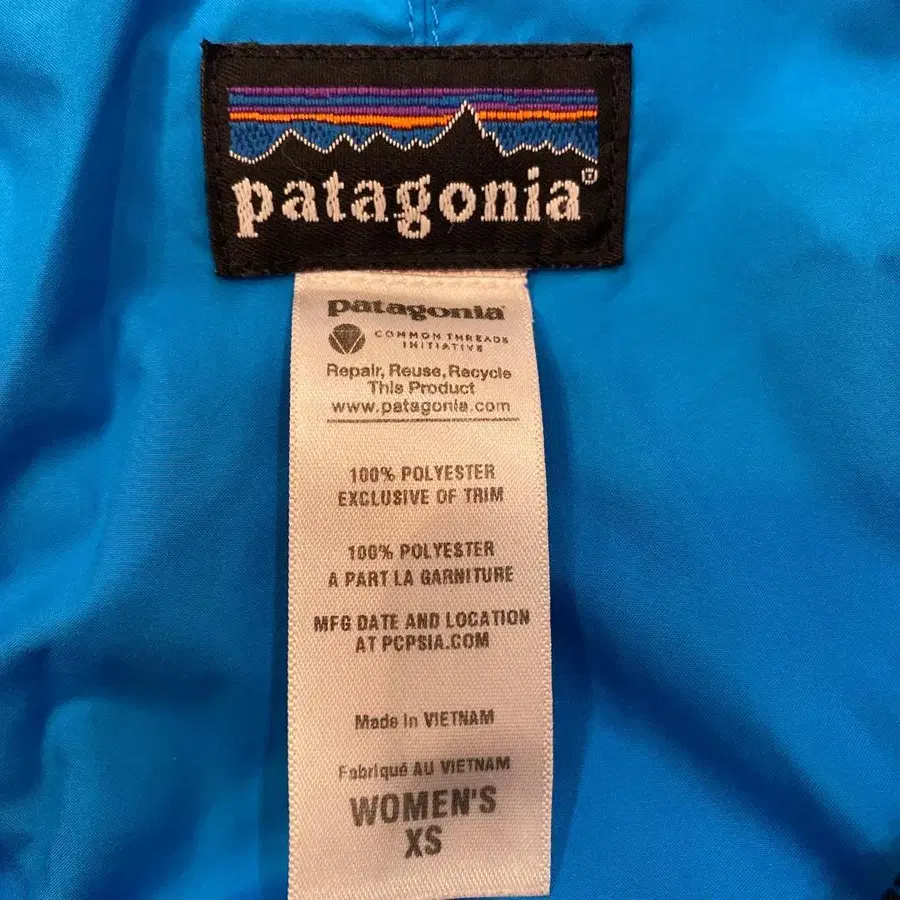 patagonia®
patagonia®
COMMON THREADS
INITIATIVE
Repair, Reuse, Recycle
This Product
www.patagonia.com
100% POLYESTER
EXCLUSIVE OF TRIM
100% POLYESTER
A PART LA GARNITURE
MFG DATE AND LOCATION
AT PCPSIA.COM
Made in VIETNAM
Fabriqué AU VIETNAM
WOMEN'S
XS